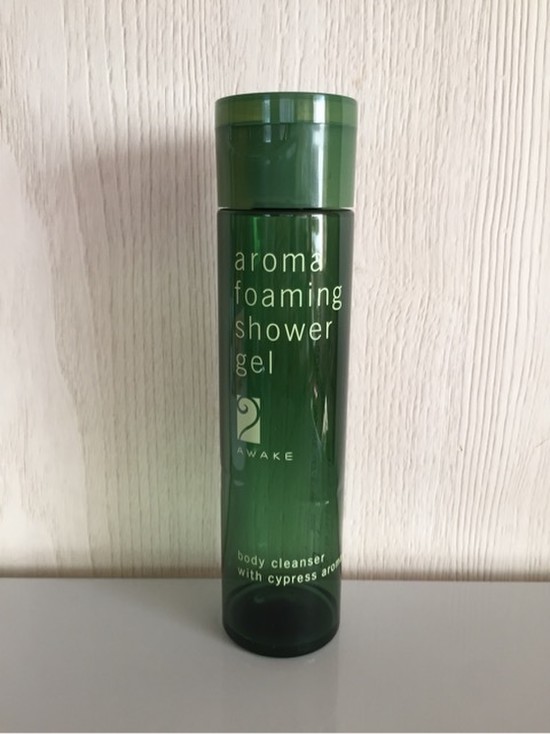 aroma
foaming
shower
gel
AWAKE
body cleanser
with cypress